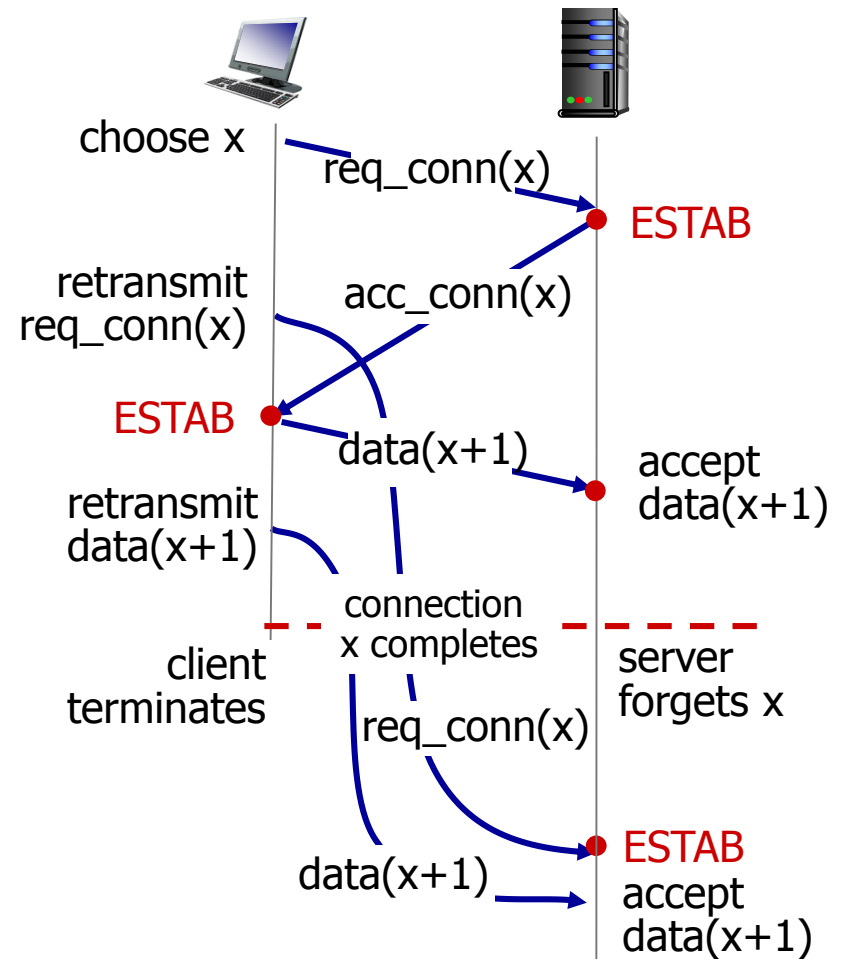 choose x
req_conn(x)
ESTAB
retransmit
req_conn(x)
acc_conn(x)
ESTAB
data(x+1)
accept
data(x+1)
retransmit
data(x+1)
connection
x completes
client
terminates
server
forgets x
req_conn(x)
ESTAB
data(x+1)
accept
data(x+1)